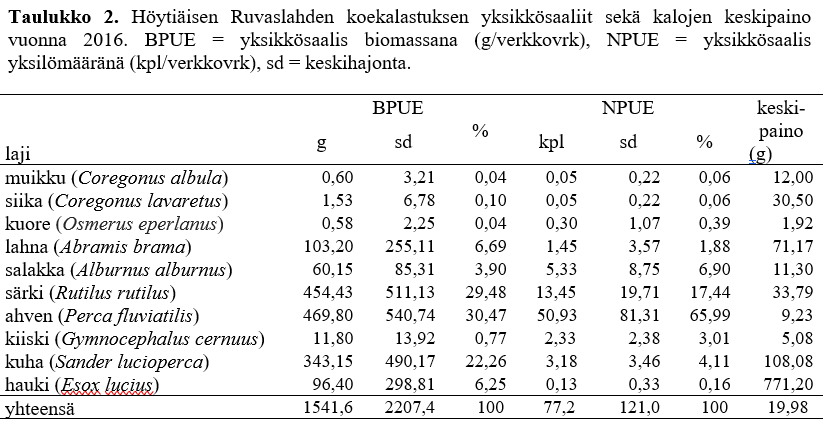 Taulukko 2. Höytiäisen Ruvaslahden koekalastuksen yksikkösaaliit sekä kalojen keskipaino
vuonna 2016. BPUE = yksikkösaalis biomassana (g/verkkovrk), NPUE = yksikkösaalis
yksilömääränä (kpl/verkkovrk), sd = keskihajonta.
BPUE NPUE keski-
laji g sd % kpl sd % paino
(g)
muikku (Coregonus albula) 0,60 3,21 0,04 0,05 0,22 0,06 12,00
siika (Coregonus lavaretus) 1,53 6,78 0,10 0,05 0,22 0,06 30,50
kuore (Osmerus eperlanus) 0,58 2,25 0,04 0,30 1,07 0,39 1,92
lahna (Abramis brama) 103,20 255,11 6,69 1,45 3,57 1,88 71,17
salakka (Alburnus alburnus) 60,15 85,31 3,90 5,33 8,75 6,90 11,30
särki (Rutilus rutilus) 454,43 511,13 29,48 13,45 19,71 17,44 33,79
ahven (Perca fluviatilis) 469,80 540,74 30,47 50,93 81,31 65,99 9,23
kiiski (Gymnocephalus cernuus) 11,80 13,92 0,77 2,33 2,38 3,01 5,08
kuha (Sander lucioperca) 343,15 490,17 22,26 3,18 3,46 4,11 108,08
hauki (Esox lucius) 96,40 298,81 6,25 0,13 0,33 0,16 771,20
yhteensä 1541,6 2207,4 100 77,2 121,0 100 19,98